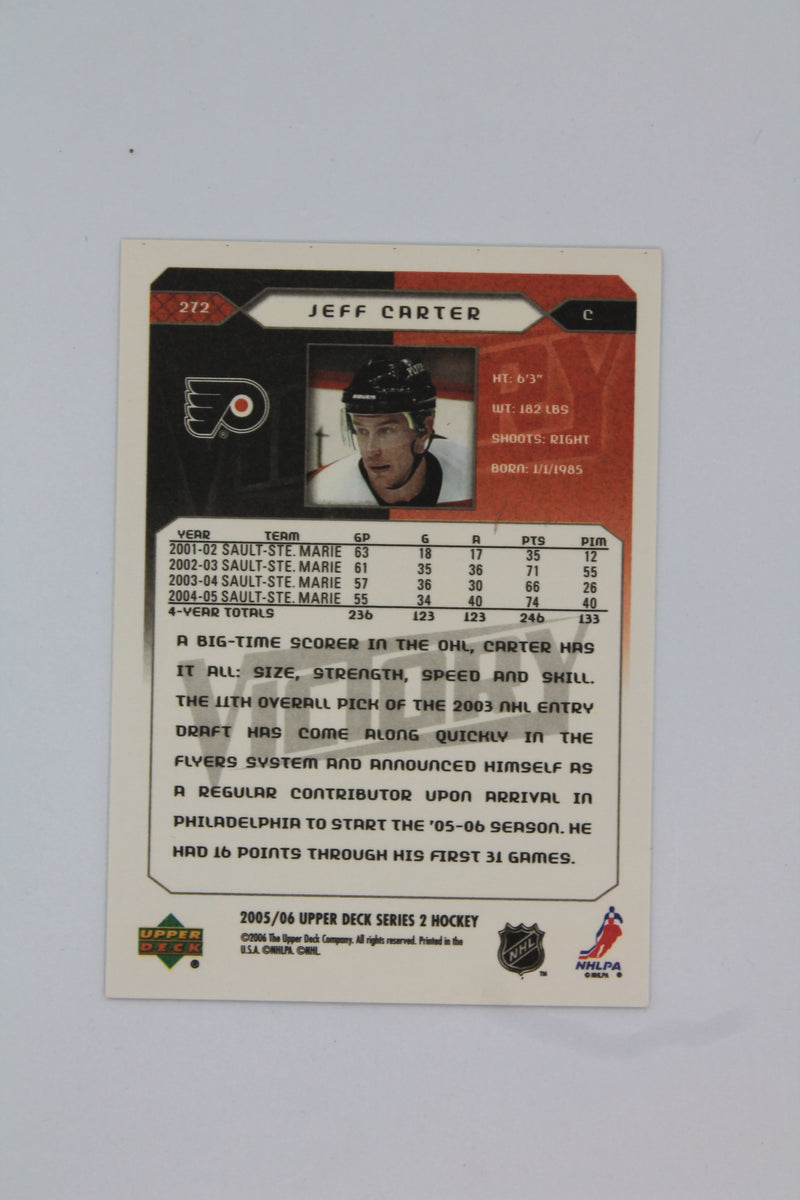 272 JEFF CARTER C
HT: 6'3"
WT: 182 LBS
SHOOTS: RIGHT
BORN: 1/1/1985
YEAR TEAM GP G A PTS PIM
2001-02 SAULT-STE. MARIE 63 18 17 35 12
2002-03 SAULT-STE. MARIE 61 35 36 71 55
2003-04 SAULT-STE. MARIE 57 36 30 66 26
2004-05 SAULT-STE. MARIE 55 34 40 74 40
4-YEAR TOTALS 236 123 123 246 133
VICTORY
A BIG-TIME SCORER IN THE OHL, CARTER HAS
IT ALL: SIZE, STRENGTH, SPEED AND SKILL.
THE 11TH OVERALL PICK OF THE 2003 NHL ENTRY
DRAFT HAS COME ALONG QUICKLY IN THE
FLYERS SYSTEM AND ANNOUNCED HIMSELF AS
A REGULAR CONTRIBUTOR UPON ARRIVAL IN
PHILADELPHIA TO START THE '05-06 SEASON. HE
HAD 16 POINTS THROUGH HIS FIRST 31 GAMES.
UPPER
DECK
2005/06 UPPER DECK SERIES 2 HOCKEY
©2006 The Upper Deck Company. All rights reserved. Printed in the
U.S.A. ©NHLPA. ©NHL.
NHL
TM
NHLPA
©NHLPA